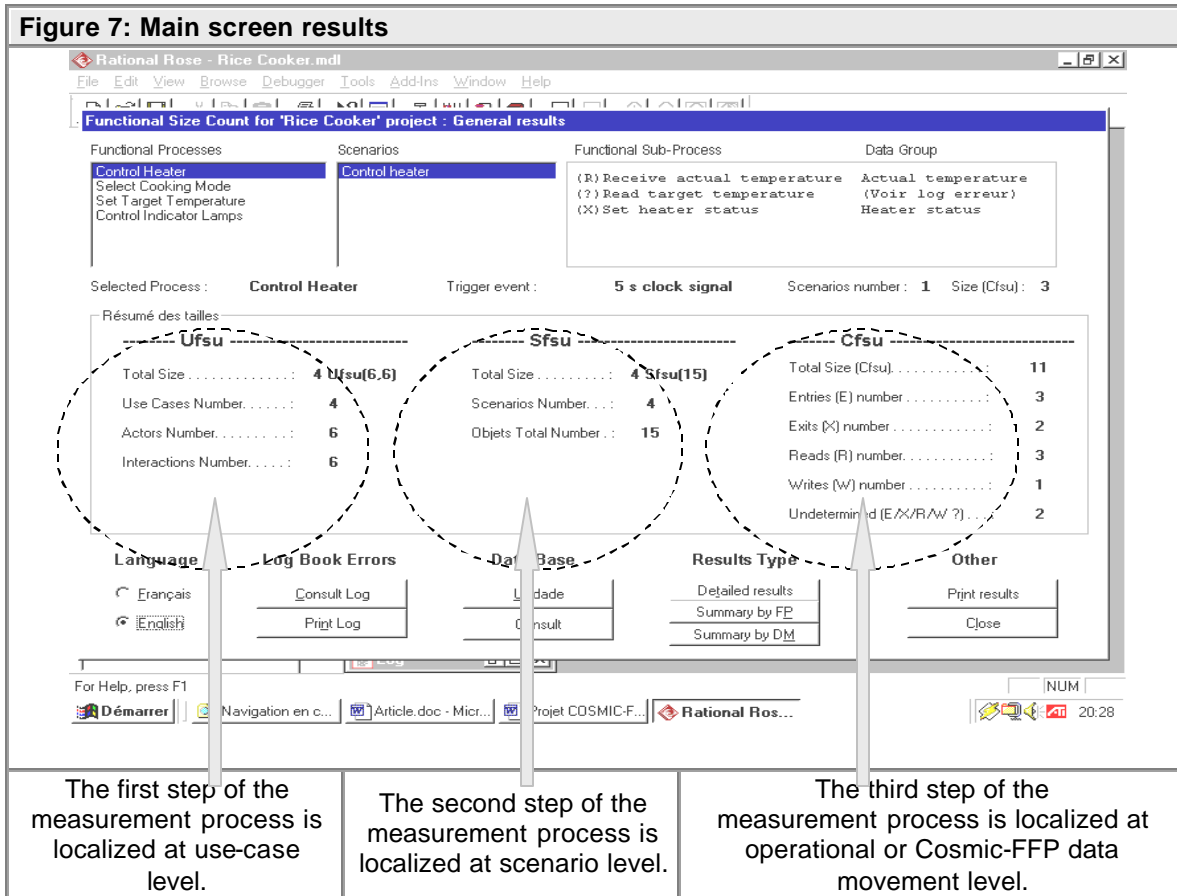 Figure 7: Main screen results
Rational Rose - Rice Cooker.mdl
File Edit View Browse Debugger Tools Add-Ins Window Help
Functional Size Count for 'Rice Cooker' project : General results
Functional Processes Scenarios Functional Sub-Process Data Group
Control Heater
Select Cooking Mode
Set Target Temperature
Control Indicator Lamps
Control heater
(R)Receive actual temperature Actual temperature
(?)Read target temperature (Voir log erreur)
(X)Set heater status Heater status
Selected Process : Control Heater Trigger event : 5 s clock signal Scenarios number : 1 Size (Cfsu) : 3
Résumé des tailles
------ Ufsu ------
Total Size . . . . . . . . . . . . : 4 Ufsu(6,6)
Use Cases Number. . . . . . : 4
Actors Number. . . . . . . . . : 6
Interactions Number. . . . . : 6
------ Sfsu ------
Total Size . . . . . . . . . : 4 Sfsu(15)
Scenarios Number. . . : 4
Objets Total Number . : 15
------ Cfsu ------
Total Size (Cfsu). . . . . . . . . . . : 11
Entries (E) number . . . . . . . . . . : 3
Exits (X) number . . . . . . . . . . . : 2
Reads (R) number. . . . . . . . . . : 3
Writes (W) number . . . . . . . . . . : 1
Undetermined (E/X/R/W ?) . . . : 2
Language Log Book Errors Data Base Results Type Other
Français
English
Consult Log
Print Log
Consult
Detailed results
Summary by FP
Summary by DM
Print results
Close
Log
For Help, press F1 NUM
Démarrer Navigation en c... Article.doc - Micr... Projet COSMIC-F... Rational Ros... 20:28
The first step of the
measurement process is
localized at use-case
level.
The second step of the
measurement process is
localized at scenario level.
The third step of the
measurement process is localized at
operational or Cosmic-FFP data
movement level.